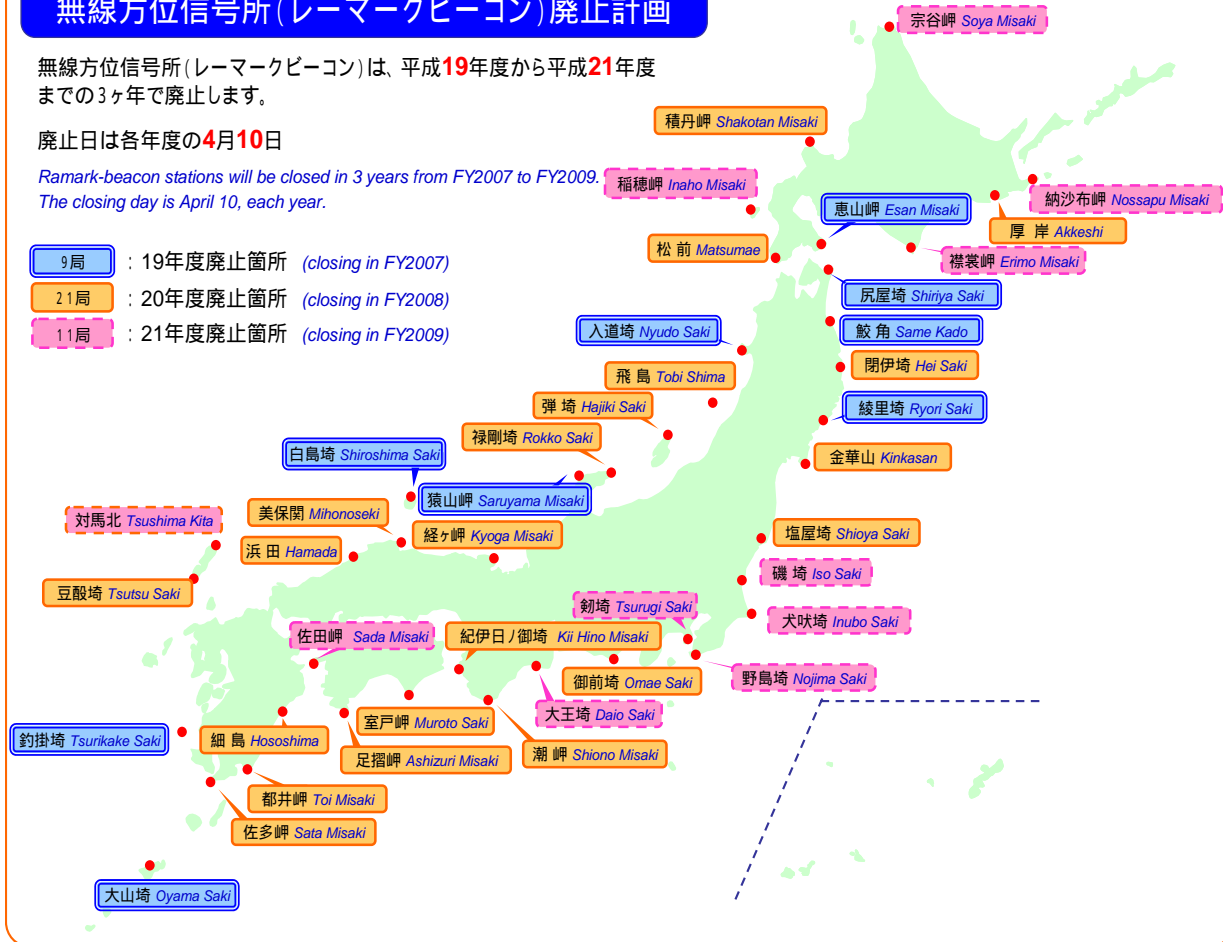 無線方位信号所(レーマークビーコン)廃止計画
無線方位信号所(レーマークビーコン)は、平成19年度から平成21年度
までの3ヶ年で廃止します。
廃止日は各年度の4月10日
Ramark-beacon stations will be closed in 3 years from FY2007 to FY2009.
The closing day is April 10, each year.
9局 : 19年度廃止箇所 (closing in FY2007)
21局 : 20年度廃止箇所 (closing in FY2008)
11局 : 21年度廃止箇所 (closing in FY2009)
宗谷岬 Soya Misaki
積丹岬 Shakotan Misaki
稲穂岬 Inaho Misaki
納沙布岬 Nossapu Misaki
恵山岬 Esan Misaki
厚 岸 Akkeshi
松 前 Matsumae
襟裳岬 Erimo Misaki
尻屋埼 Shiriya Saki
入道埼 Nyudo Saki
鮫 角 Same Kado
閉伊埼 Hei Saki
飛 島 Tobi Shima
弾 埼 Hajiki Saki
綾里埼 Ryori Saki
禄剛埼 Rokko Saki
白島埼 Shiroshima Saki
金華山 Kinkasan
猿山岬 Saruyama Misaki
美保関 Mihonoseki
対馬北 Tsushima Kita
経ヶ岬 Kyoga Misaki
塩屋埼 Shioya Saki
浜 田 Hamada
磯 埼 Iso Saki
豆酘埼 Tsutsu Saki
剱埼 Tsurugi Saki
犬吠埼 Inubo Saki
佐田岬 Sada Misaki
紀伊日ノ御埼 Kii Hino Misaki
野島埼 Nojima Saki
御前埼 Omae Saki
大王埼 Daio Saki
室戸岬 Muroto Saki
釣掛埼 Tsurikake Saki
細 島 Hososhima
足摺岬 Ashizuri Misaki
潮 岬 Shiono Misaki
都井岬 Toi Misaki
佐多岬 Sata Misaki
大山埼 Oyama Saki